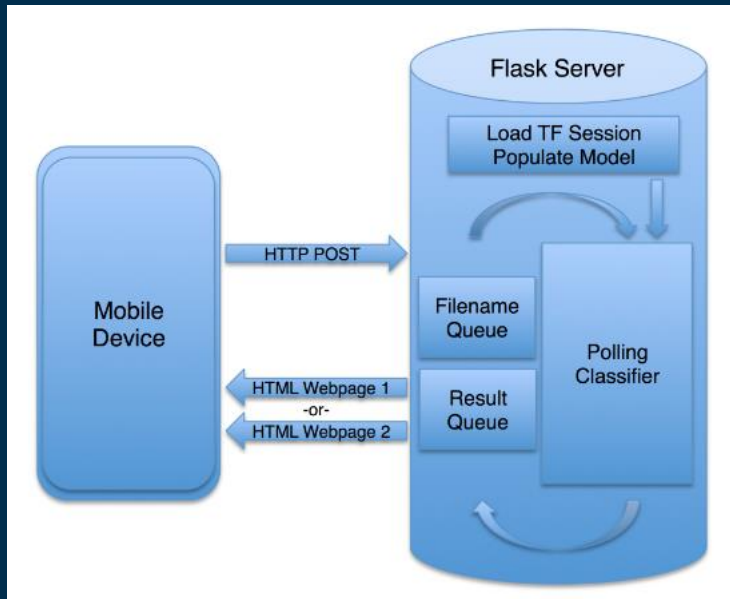 Flask Server
Load TF Session
Populate Model
HTTP POST
Mobile
Device
Filename
Queue
Polling
Classifier
HTML Webpage 1
-or-
HTML Webpage 2
Result
Queue